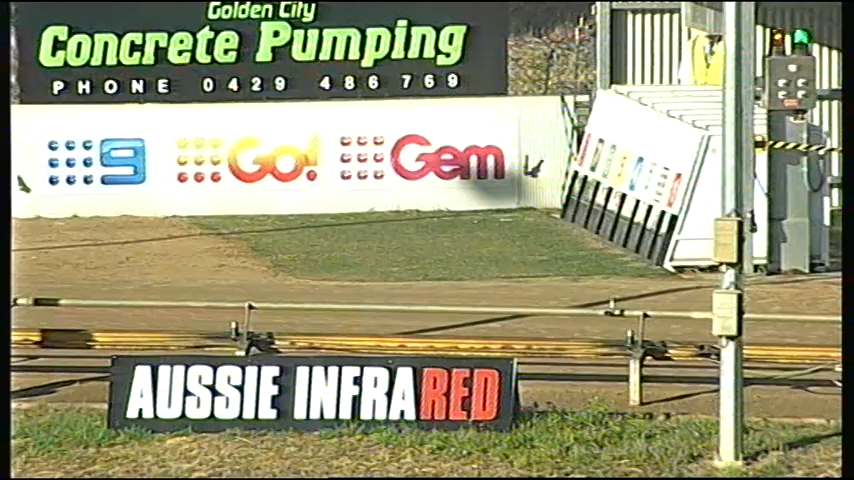 Golden City
Concrete Pumping
PHONE 0429 486 769
9 Go! Gem
AUSSIE INFRARED